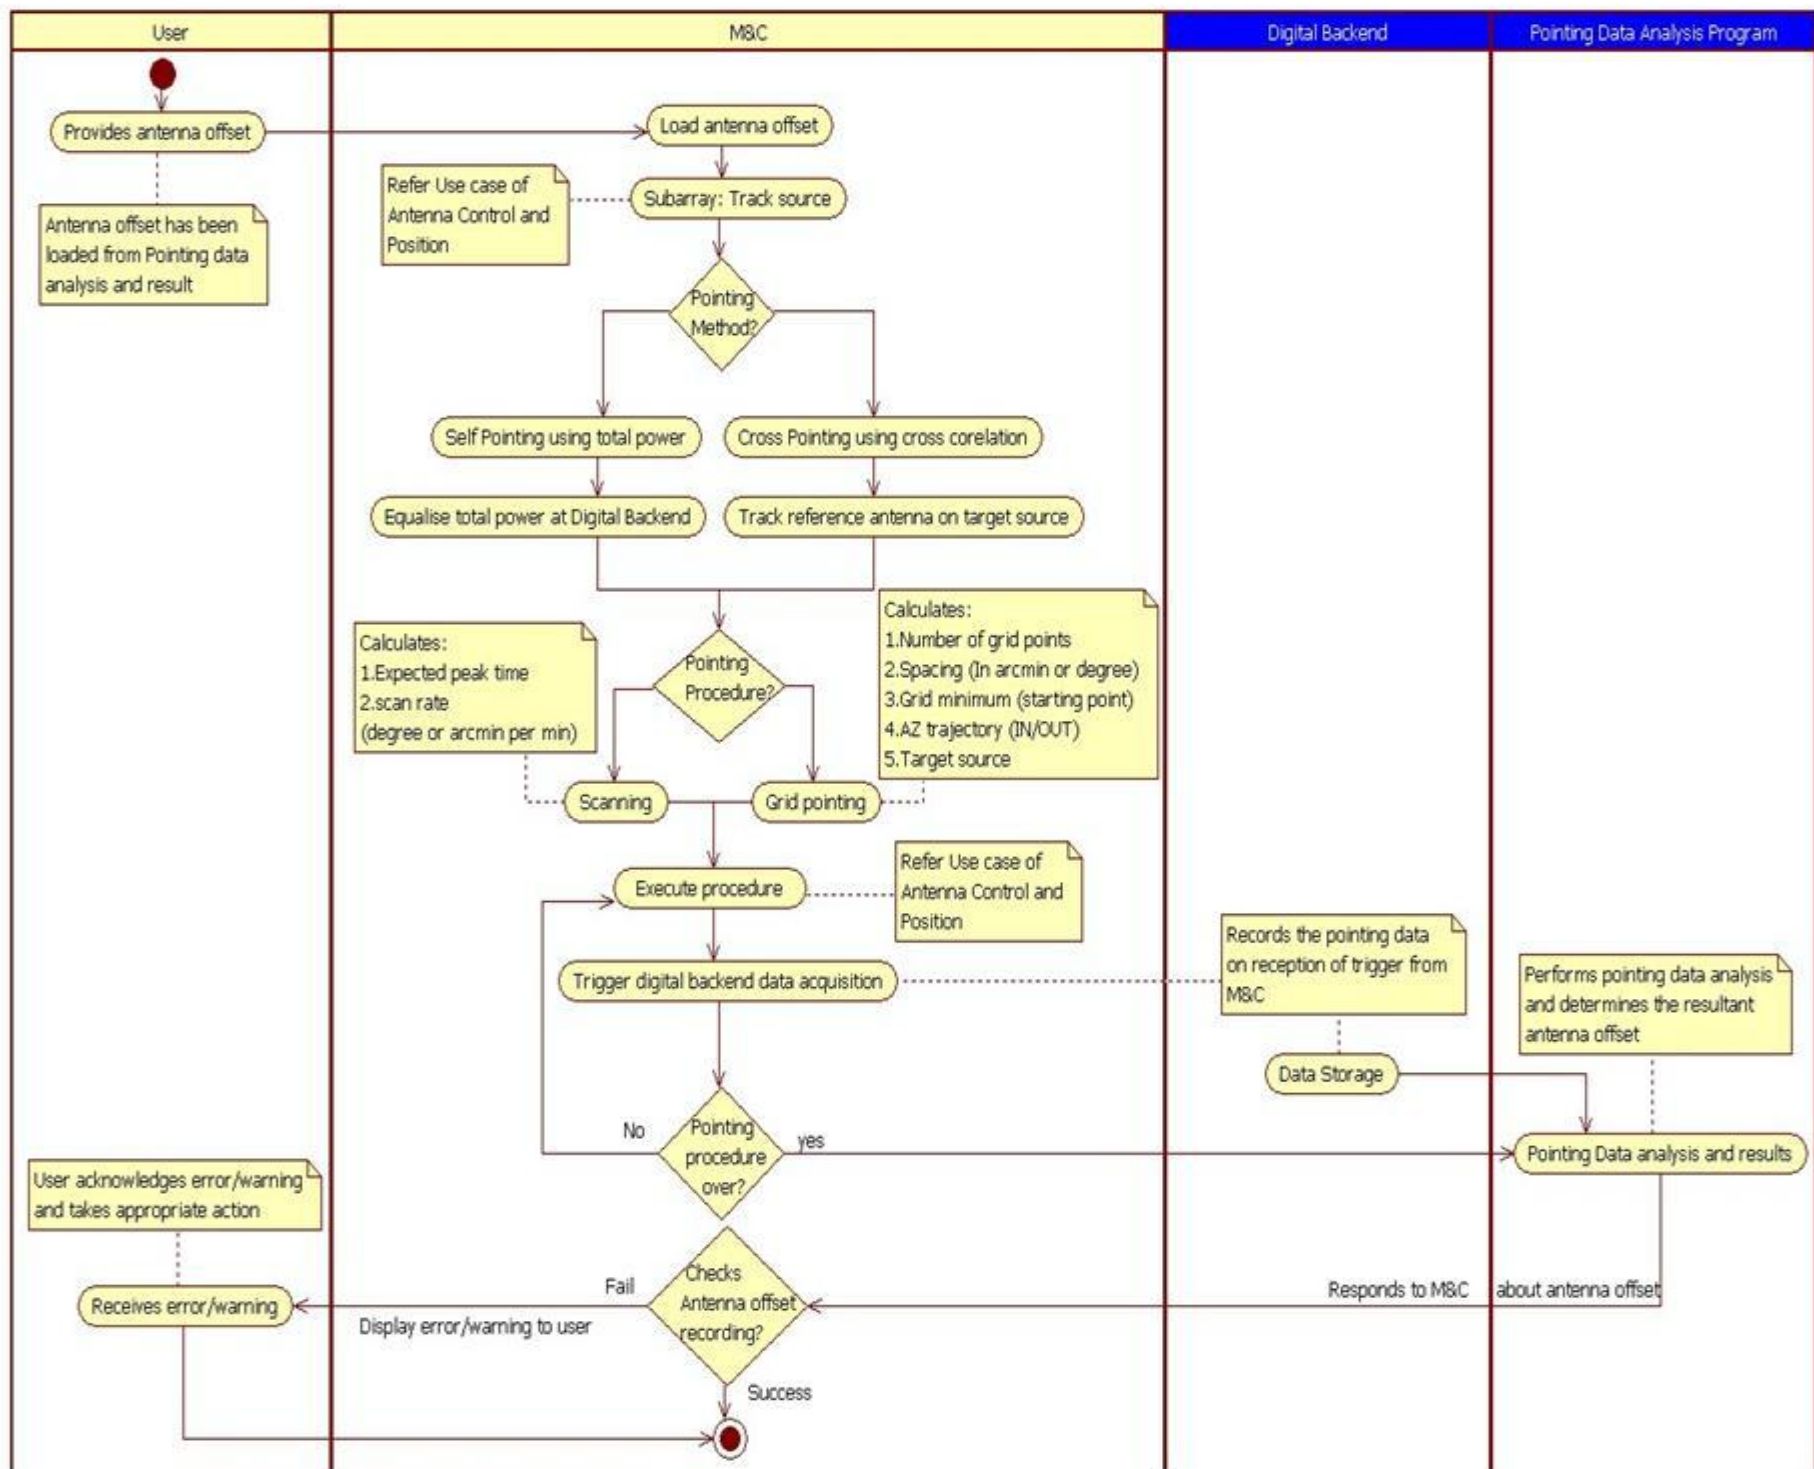 User
M&C
Digital Backend
Pointing Data Analysis Program
Provides antenna offset
Load antenna offset
Refer Use case of
Antenna Control and
Position
Subarray: Track source
Antenna offset has been
loaded from Pointing data
analysis and result
Pointing
Method?
Self Pointing using total power
Cross Pointing using cross corelation
Equalise total power at Digital Backend
Track reference antenna on target source
Calculates:
1.Expected peak time
2.scan rate
(degree or arcmin per min)
Pointing
Procedure?
Calculates:
1.Number of grid points
2.Spacing (In arcmin or degree)
3.Grid minimum (starting point)
4.AZ trajectory (IN/OUT)
5.Target source
Scanning
Grid pointing
Execute procedure
Refer Use case of
Antenna Control and
Position
Trigger digital backend data acquisition
Records the pointing data
on reception of trigger from
M&C
Performs pointing data analysis
and determines the resultant
antenna offset
Data Storage
No
Pointing
procedure
over?
yes
Pointing Data analysis and results
User acknowledges error/warning
and takes appropriate action
Receives error/warning
Fail
Display error/warning to user
Checks
Antenna offset
recording?
Responds to M&C about antenna offset
Success